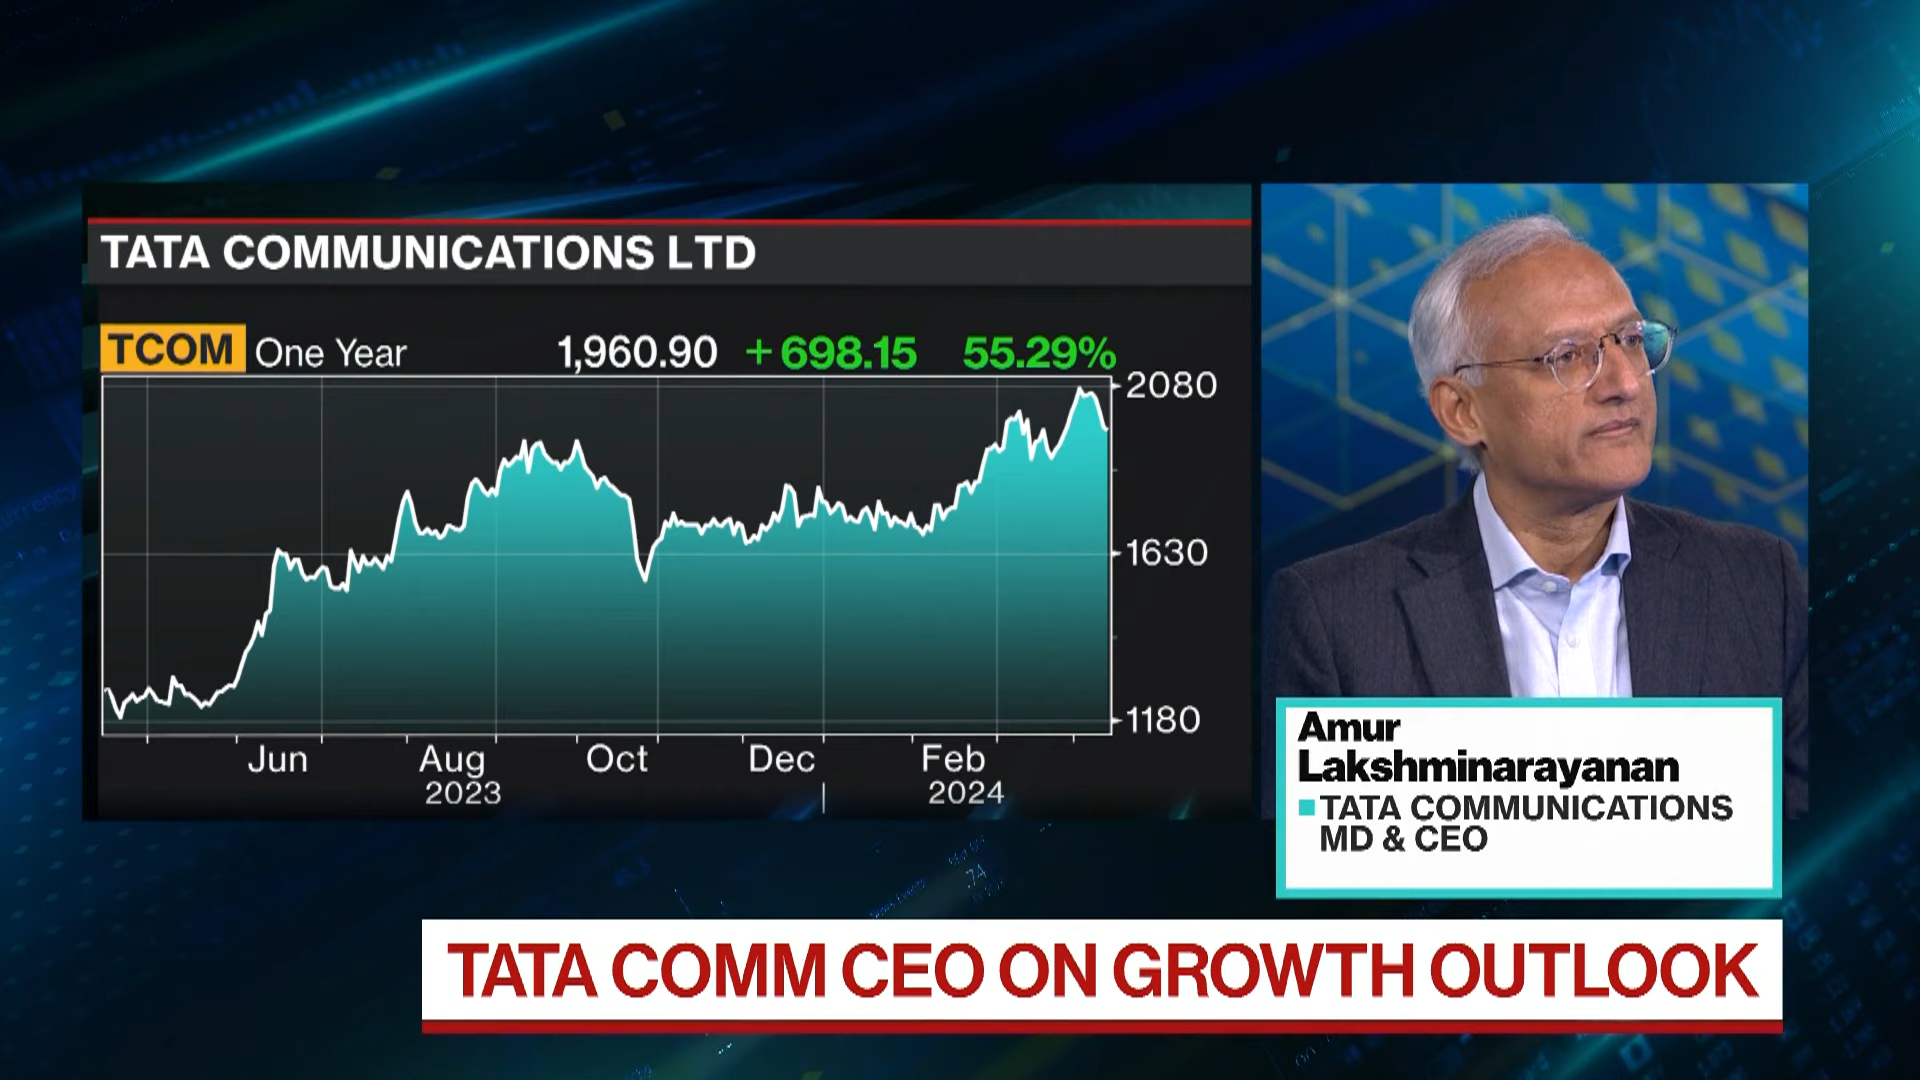 TATA COMMUNICATIONS LTD
TCOM One Year 1,960.90 +698.15 55.29%
2080
1630
1180
Jun Aug Oct Dec Feb
2023 2024
Amur
Lakshminarayanan
TATA COMMUNICATIONS
MD & CEO
TATA COMM CEO ON GROWTH OUTLOOK
.74